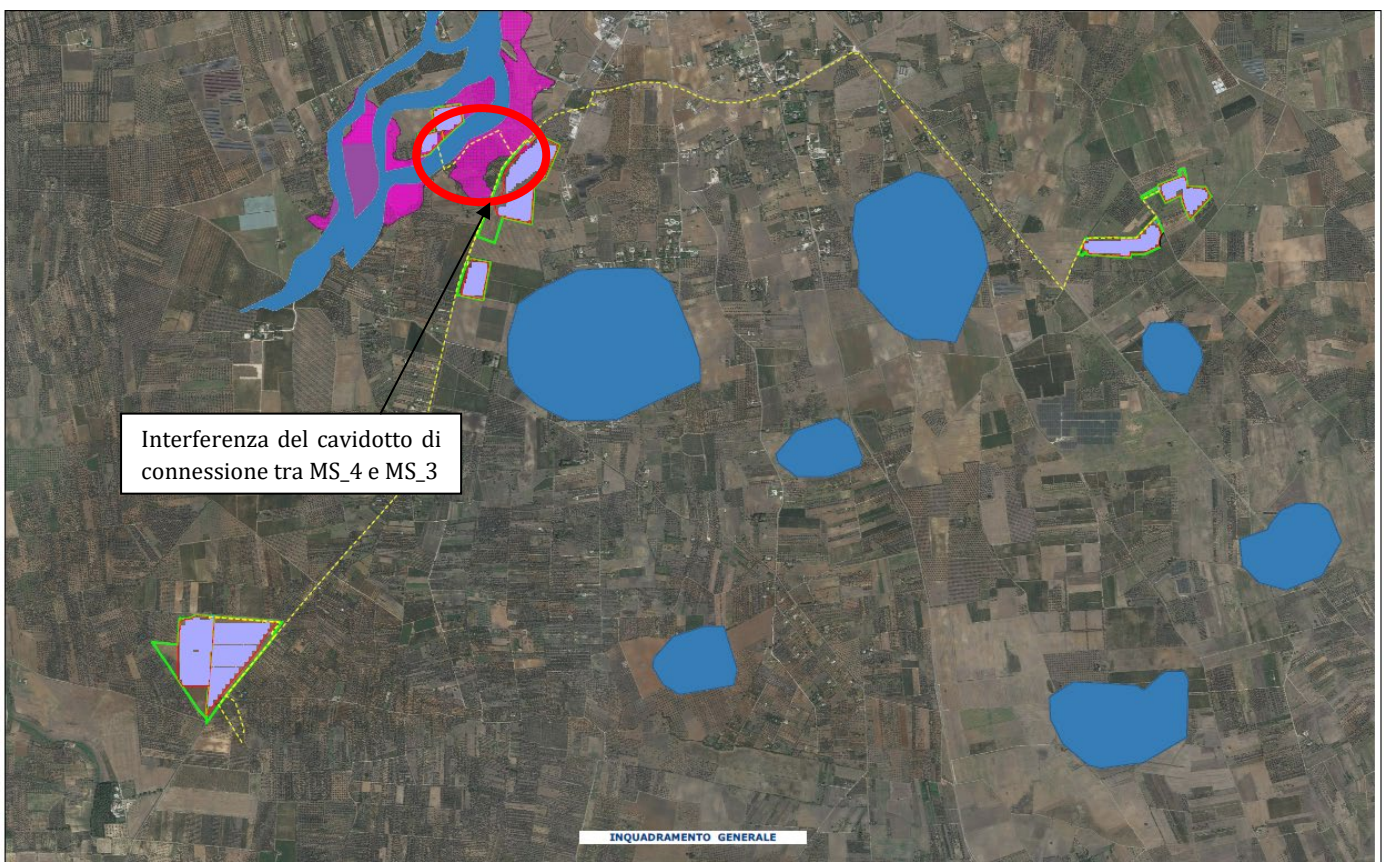 Interferenza del cavidotto di
connessione tra MS_4 e MS_3
INQUADRAMENTO GENERALE